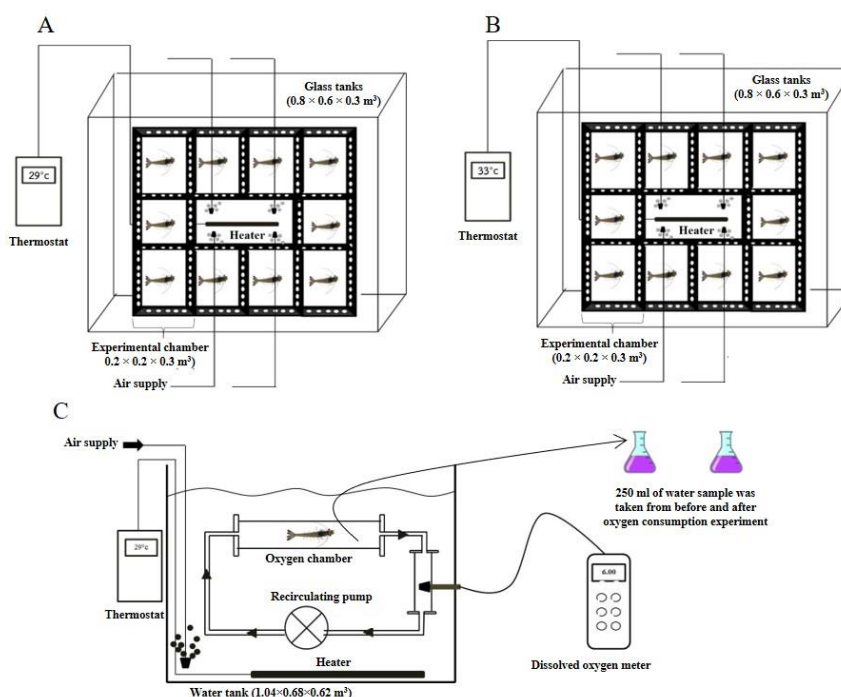 A
Glass tanks
(0.8 × 0.6 × 0.3 m³)
29°c
Thermostat
Heater
Experimental chamber
0.2 × 0.2 × 0.3 m³)
Air supply
B
Glass tanks
(0.8 × 0.6 × 0.3 m³)
33°c
Thermostat
Heater
Experimental chamber
(0.2 × 0.2 × 0.3 m³)
Air supply
C
Air supply
29°c
Thermostat
Oxygen chamber
Recirculating pump
Heater
Water tank (1.04×0.68×0.62 m³)
250 ml of water sample was
taken from before and after
oxygen consumption experiment
6.00
Dissolved oxygen meter